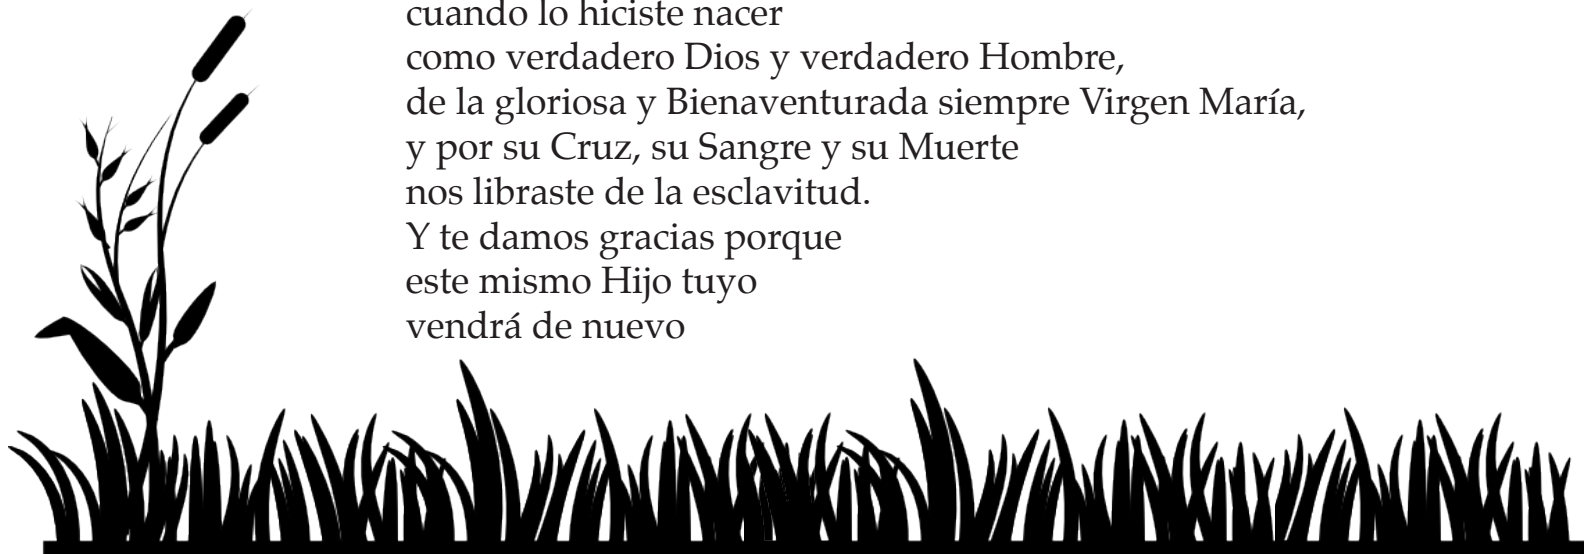 cuando lo hiciste nacer
como verdadero Dios y verdadero Hombre,
de la gloriosa y Bienaventurada siempre Virgen María,
y por su Cruz, su Sangre y su Muerte
nos libraste de la esclavitud.
Y te damos gracias porque
este mismo Hijo tuyo
vendrá de nuevo